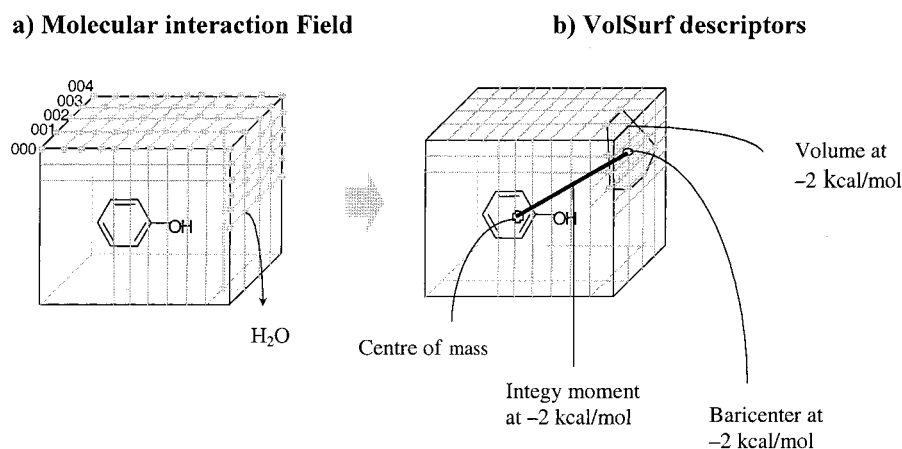 a) Molecular interaction Field
b) VolSurf descriptors
004
003
002
001
000
OH
H₂O
OH
Volume at
–2 kcal/mol
Centre of mass
Integy moment
at –2 kcal/mol
Baricenter at
–2 kcal/mol